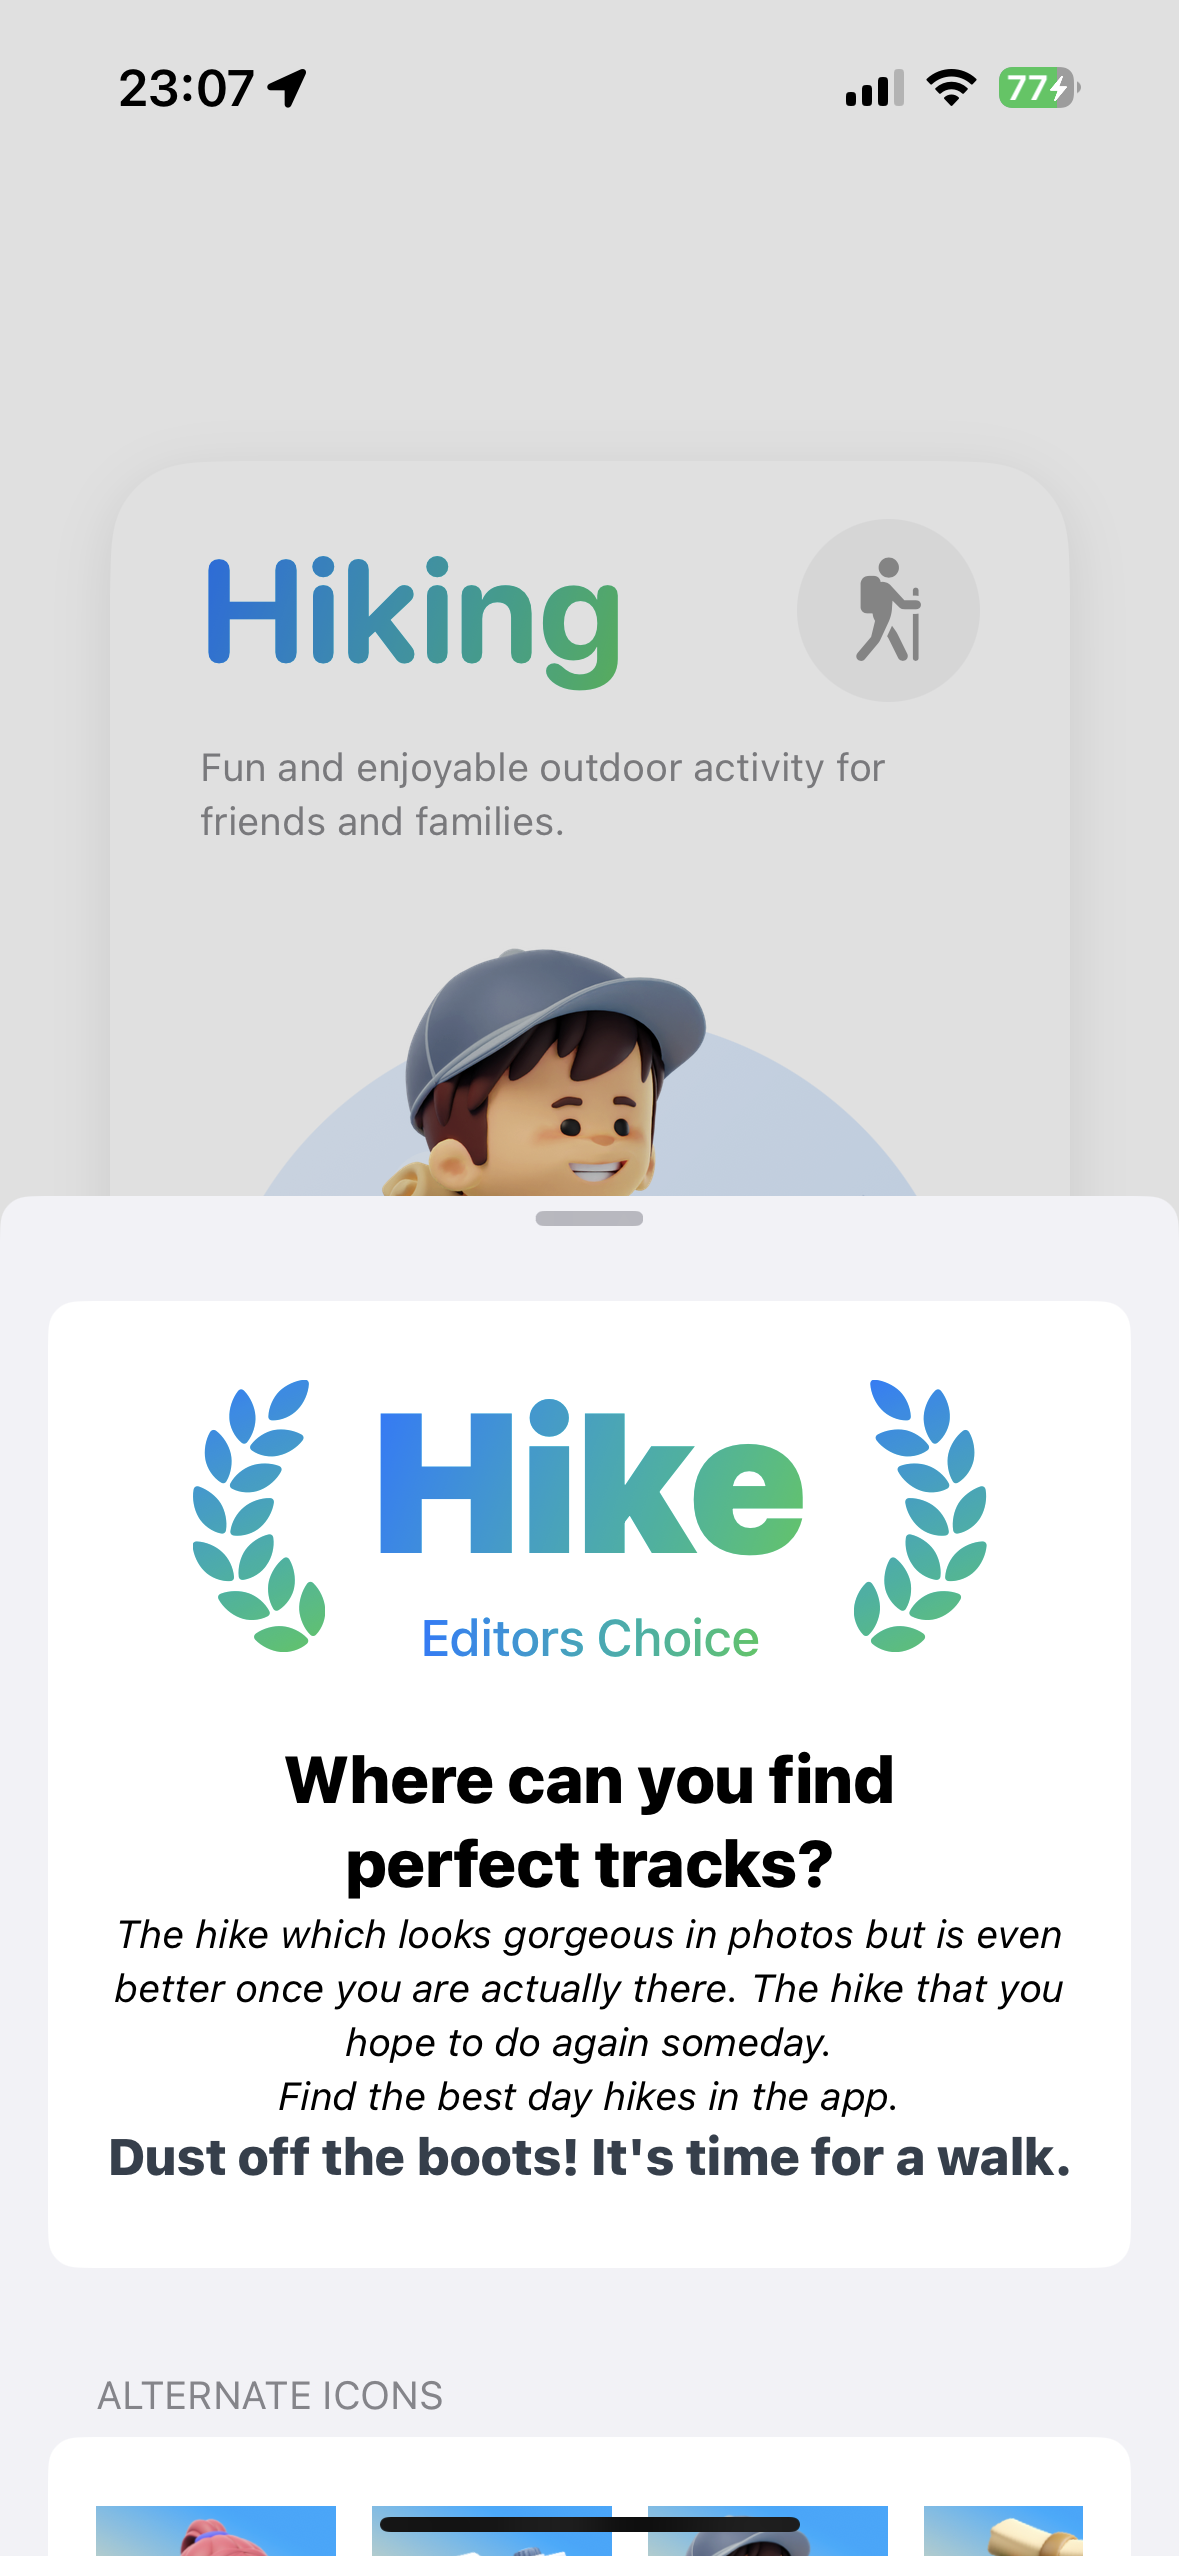 23:07
77
Hiking
Fun and enjoyable outdoor activity for
friends and families.
Hike
Editors Choice
Where can you find
perfect tracks?
The hike which looks gorgeous in photos but is even
better once you are actually there. The hike that you
hope to do again someday.
Find the best day hikes in the app.
Dust off the boots! It's time for a walk.
ALTERNATE ICONS